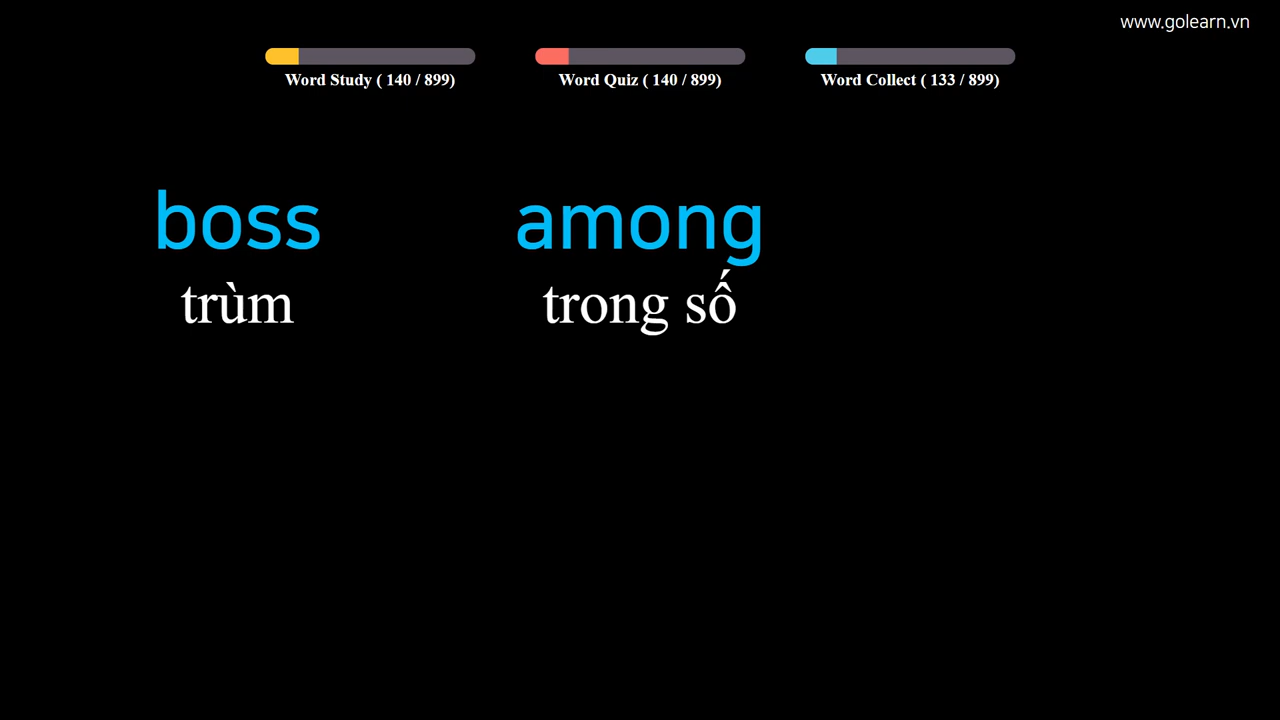 www.golearn.vn
Word Study ( 140 / 899)
Word Quiz ( 140 / 899)
Word Collect ( 133 / 899)
boss
among
trùm
trong số